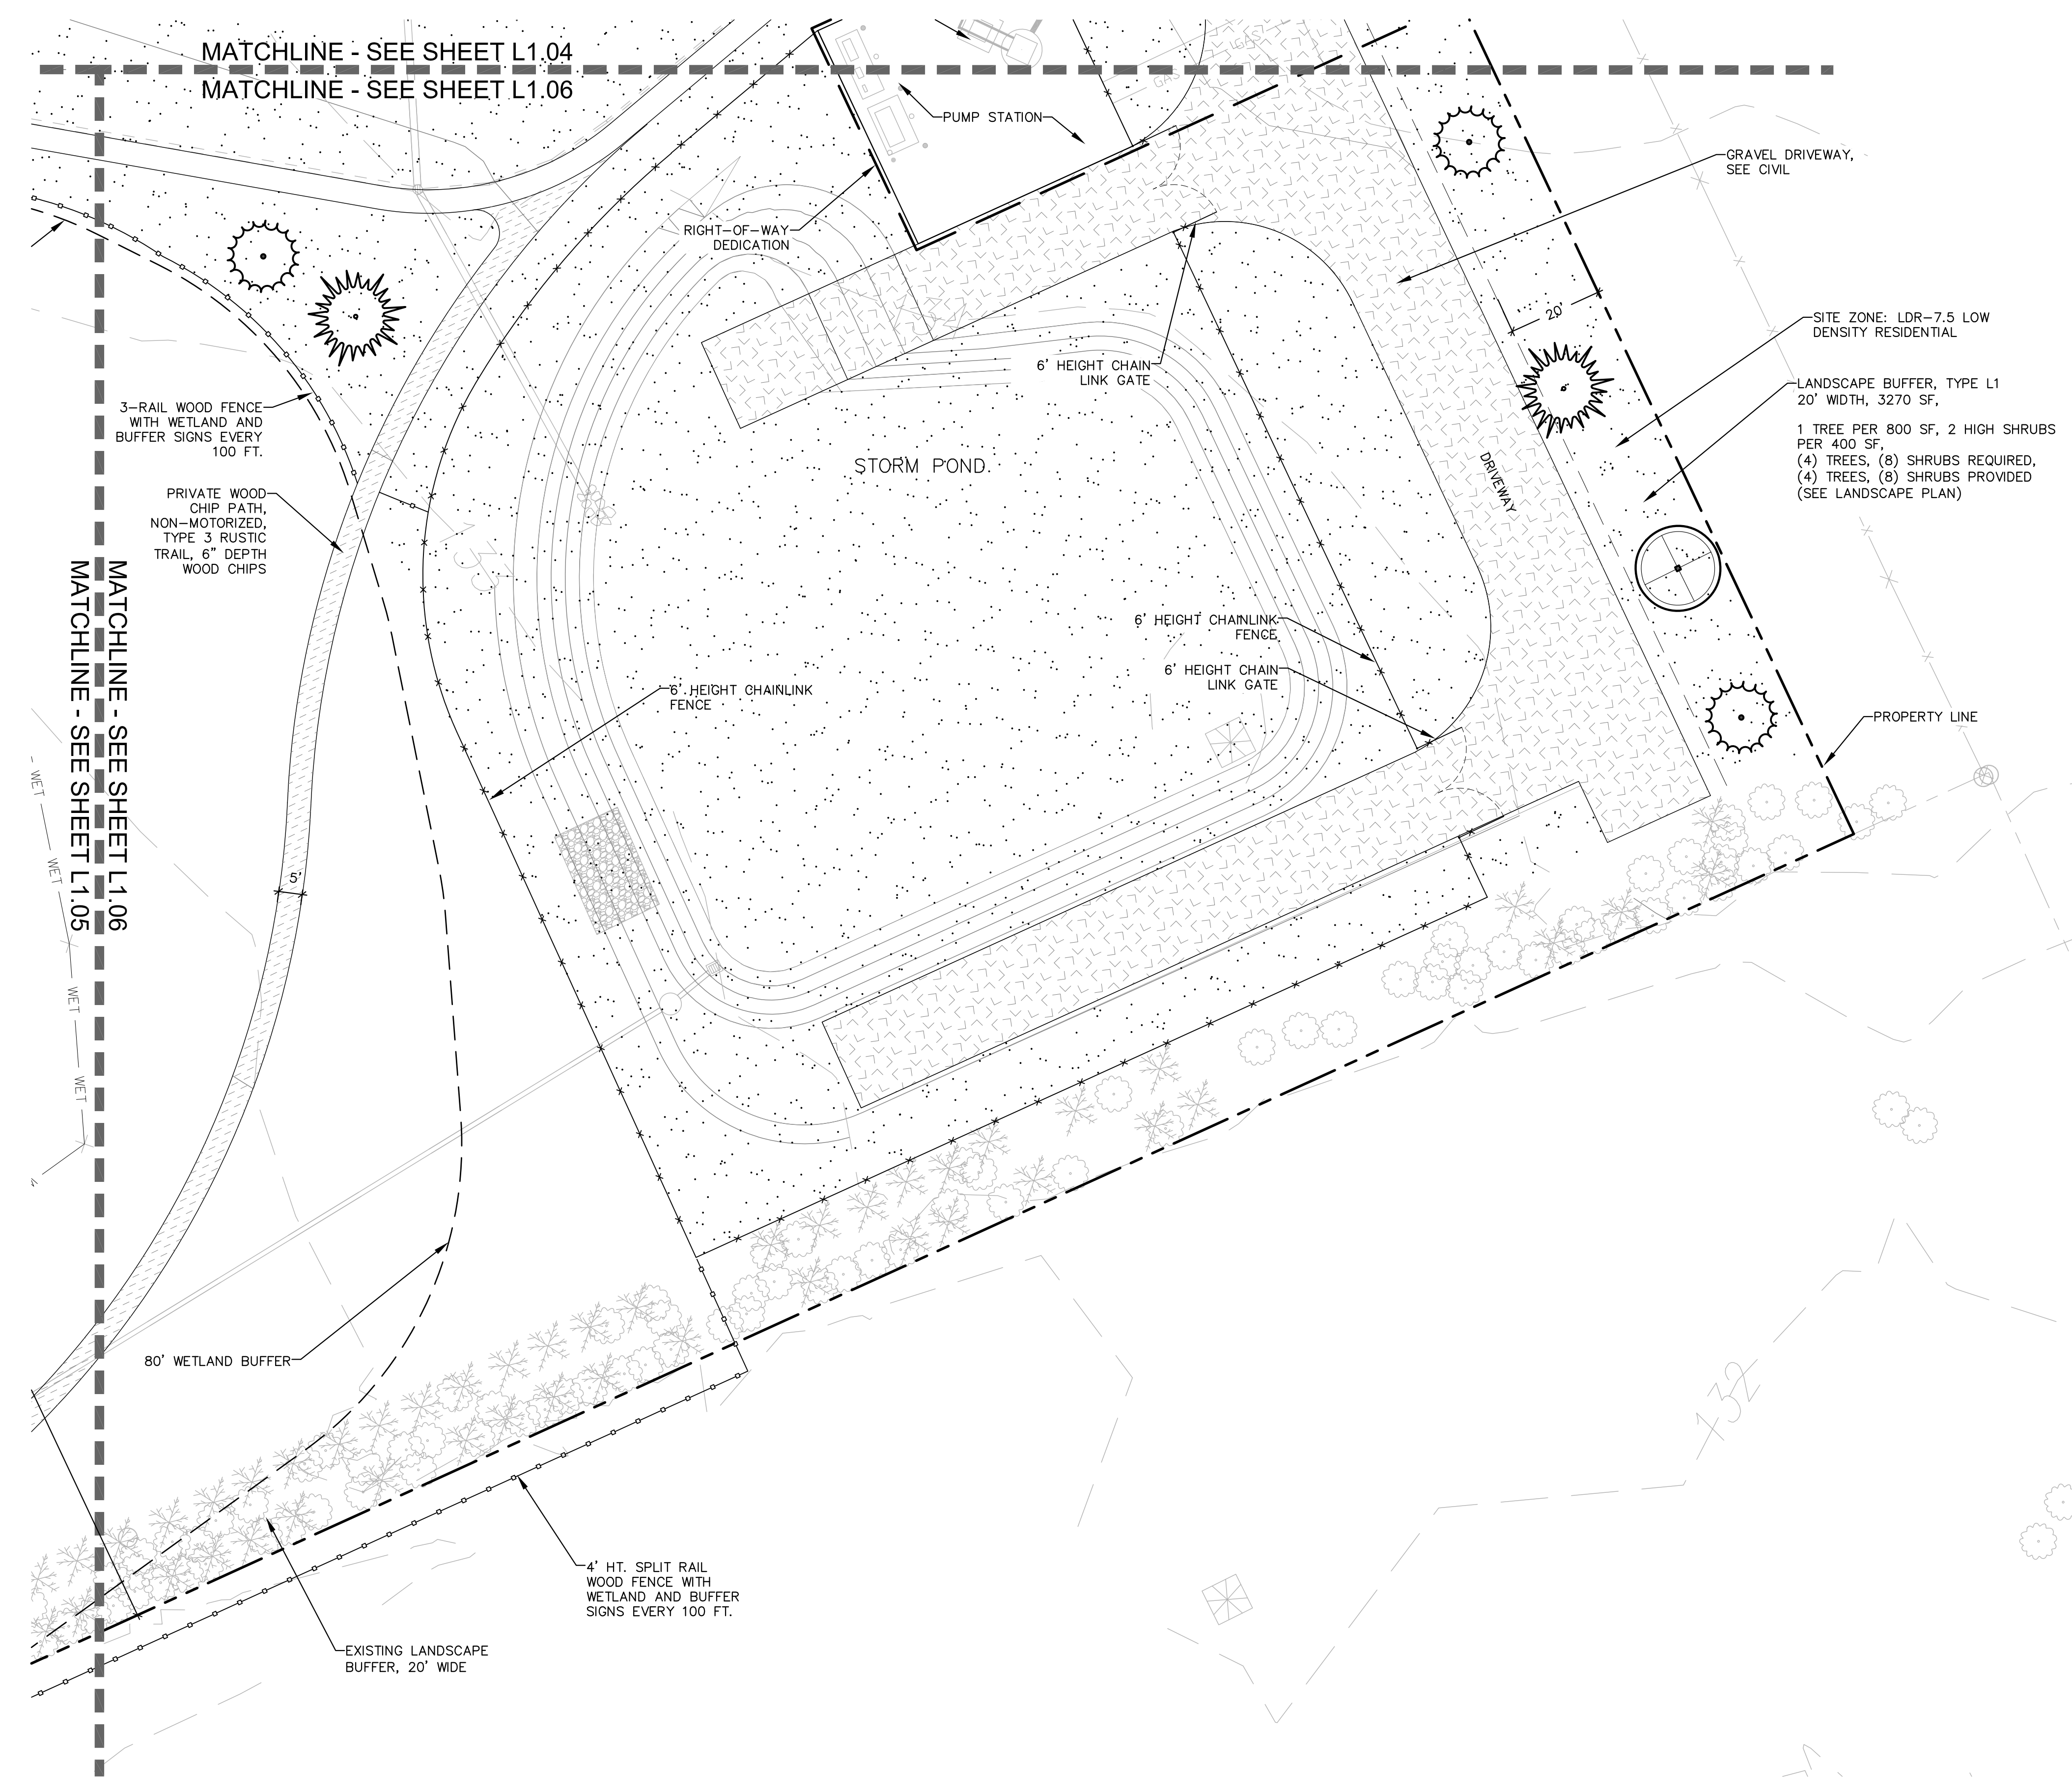 MATCHLINE - SEE SHEET L1.04
MATCHLINE - SEE SHEET L1.06
GAS
GAS
PUMP STATION
GRAVEL DRIVEWAY,
SEE CIVIL
RIGHT-OF-WAY
DEDICATION
20'
SITE ZONE: LDR-7.5 LOW
DENSITY RESIDENTIAL
6' HEIGHT CHAIN
LINK GATE
LANDSCAPE BUFFER, TYPE L1
20' WIDTH, 3270 SF,
1 TREE PER 800 SF, 2 HIGH SHRUBS
PER 400 SF,
(4) TREES, (8) SHRUBS REQUIRED,
(4) TREES, (8) SHRUBS PROVIDED
(SEE LANDSCAPE PLAN)
3-RAIL WOOD FENCE
WITH WETLAND AND
BUFFER SIGNS EVERY
100 FT.
STORM POND
DRIVEWAY
PRIVATE WOOD
CHIP PATH,
NON-MOTORIZED,
TYPE 3 RUSTIC
TRAIL, 6" DEPTH
WOOD CHIPS
MATCHLINE - SEE SHEET L1.06
MATCHLINE - SEE SHEET L1.05
6' HEIGHT CHAINLINK
FENCE
6' HEIGHT CHAIN
LINK GATE
6' HEIGHT CHAINLINK
FENCE
PROPERTY LINE
WET
WET
WET
WET
5'
80' WETLAND BUFFER
432
4' HT. SPLIT RAIL
WOOD FENCE WITH
WETLAND AND BUFFER
SIGNS EVERY 100 FT.
EXISTING LANDSCAPE
BUFFER, 20' WIDE